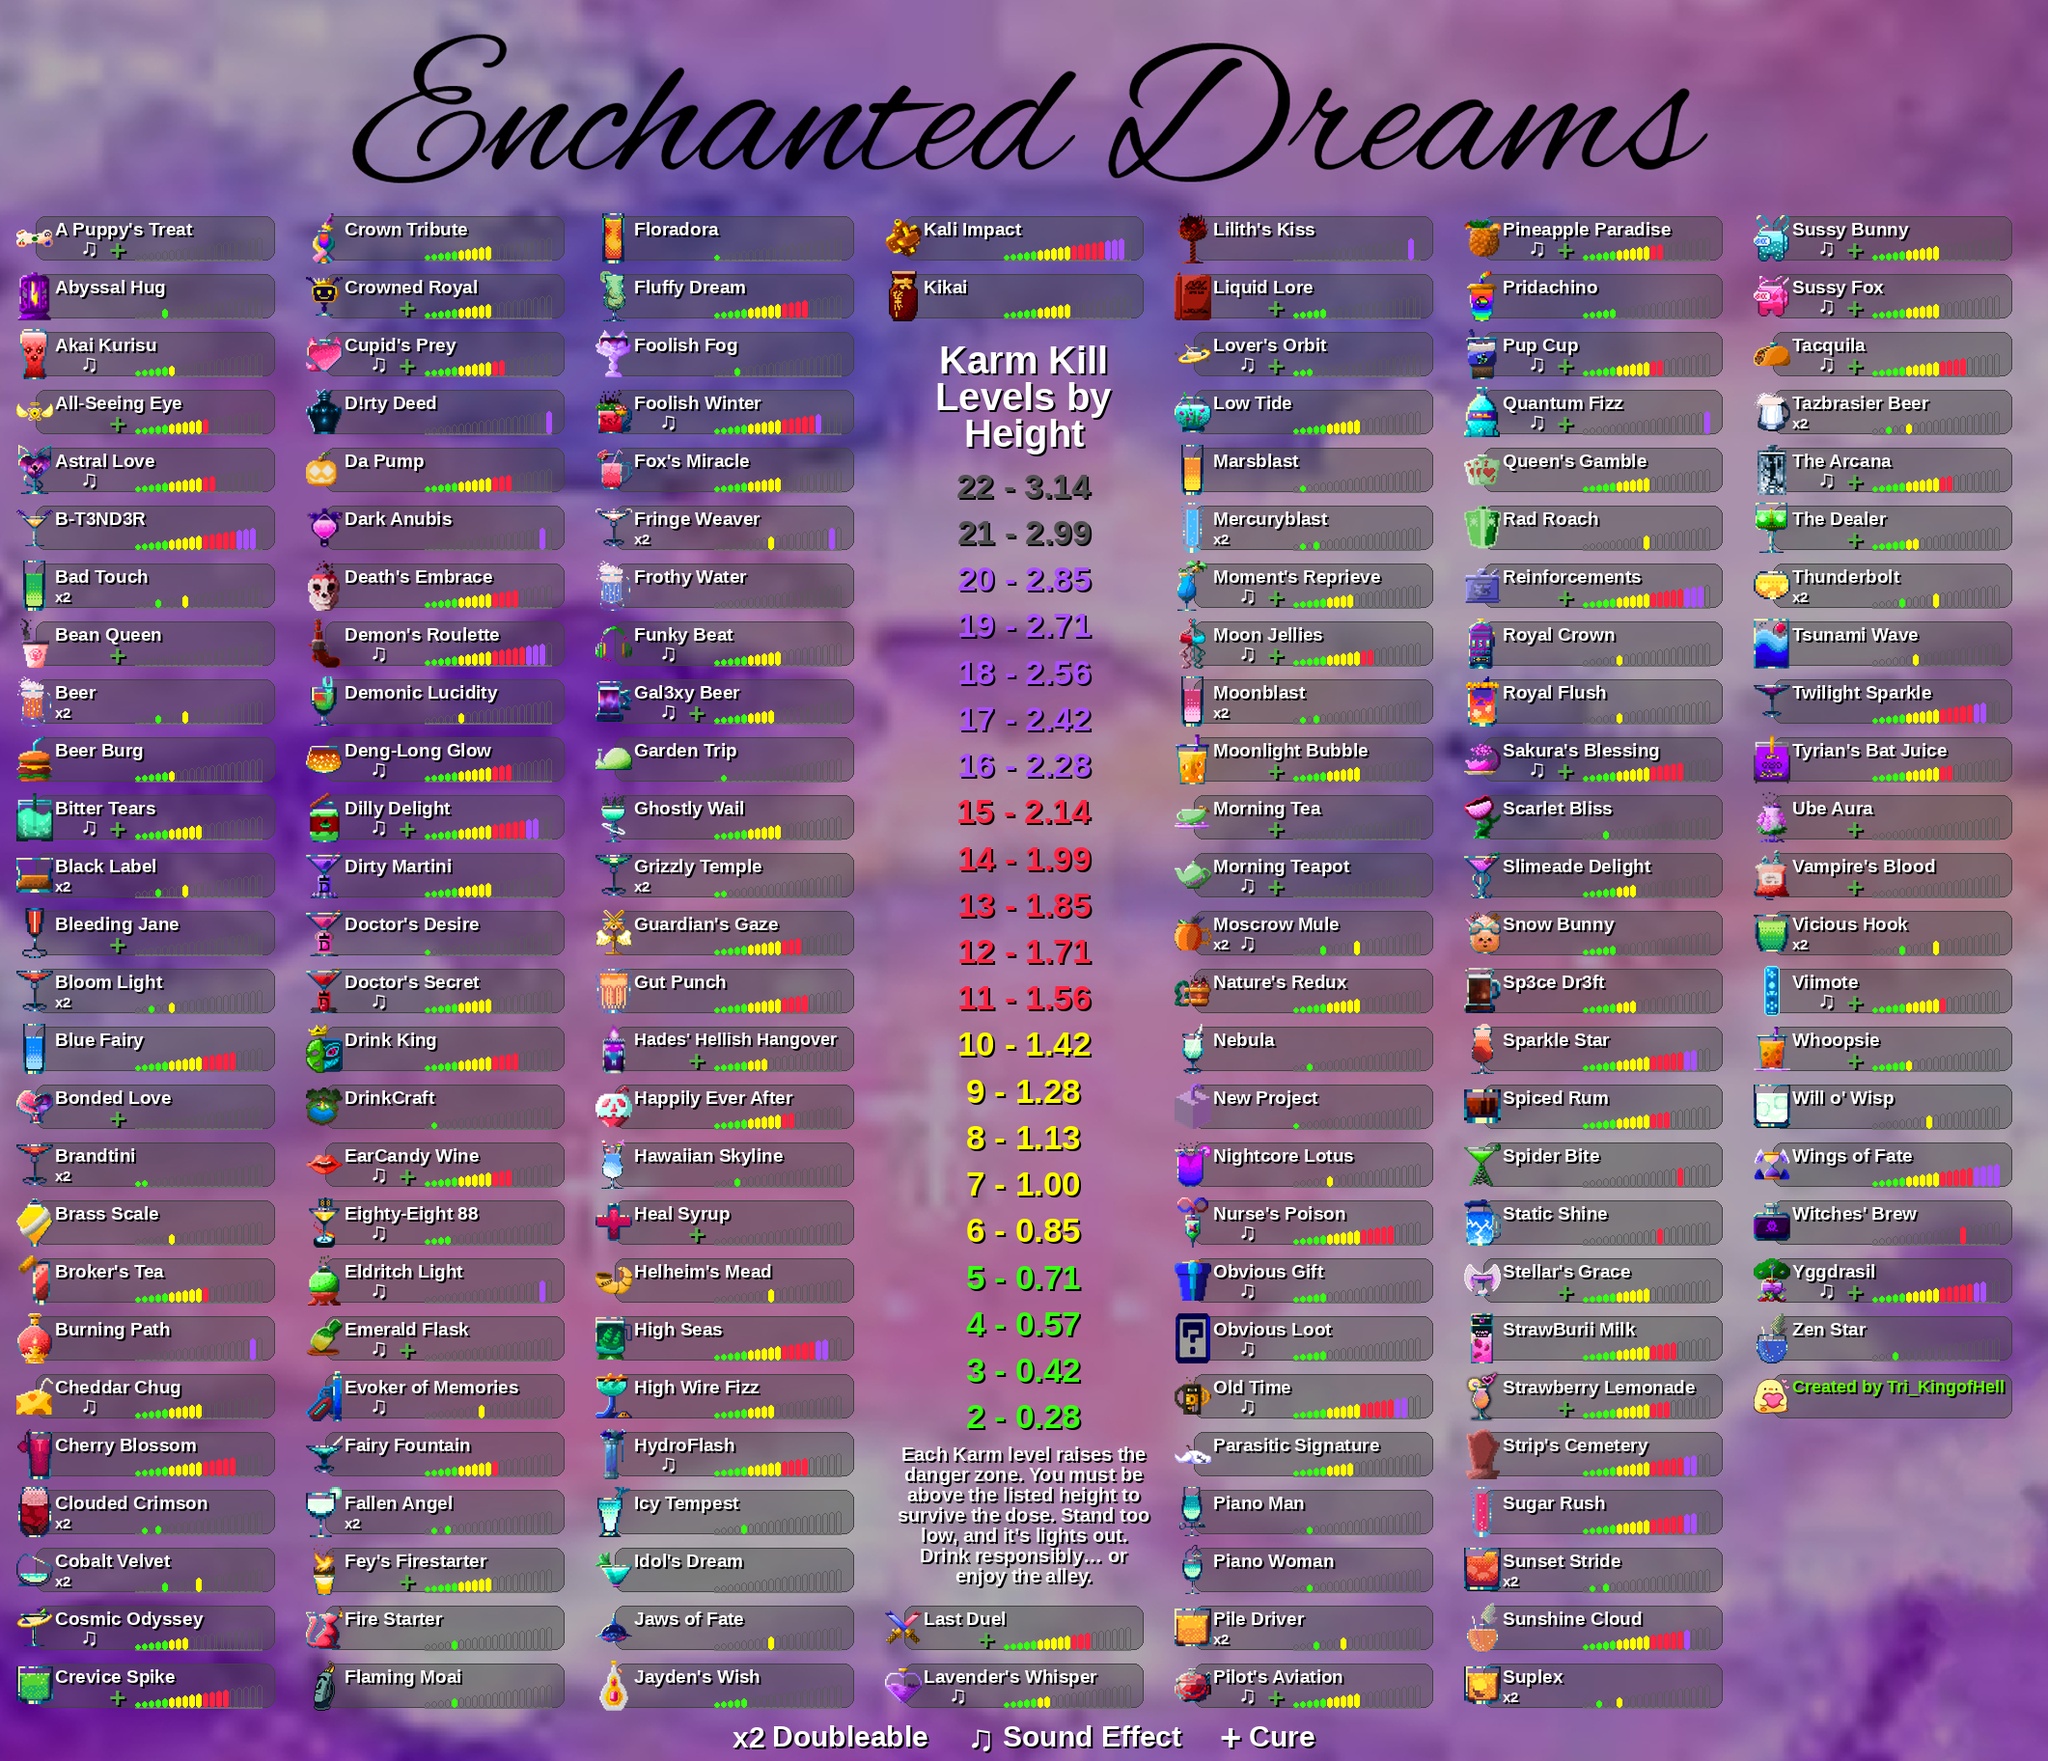 Enchanted Dreams
A Puppy's Treat
♫ +
Abyssal Hug
Akai Kurisu
♫
All-Seeing Eye
+
Astral Love
♫
B-T3ND3R
Bad Touch
x2
Bean Queen
+
Beer
x2
Beer Burg
Bitter Tears
♫ +
Black Label
x2
Bleeding Jane
+
Bloom Light
x2
Blue Fairy
Bonded Love
+
Brandtini
x2
Brass Scale
Broker's Tea
Burning Path
Cheddar Chug
♫
Cherry Blossom
Clouded Crimson
x2
Cobalt Velvet
x2
Cosmic Odyssey
♫
Crevice Spike
+
Crown Tribute
Crowned Royal
+
Cupid's Prey
♫ +
D!rty Deed
Da Pump
Dark Anubis
Death's Embrace
Demon's Roulette
♫
Demonic Lucidity
Deng-Long Glow
♫
Dilly Delight
♫ +
Dirty Martini
Doctor's Desire
Doctor's Secret
♫
Drink King
DrinkCraft
EarCandy Wine
♫ +
Eighty-Eight 88
♫
Eldritch Light
♫
Emerald Flask
♫ +
Evoker of Memories
♫
Fairy Fountain
Fallen Angel
x2
Fey's Firestarter
+
Fire Starter
Flaming Moai
Floradora
Fluffy Dream
Foolish Fog
Foolish Winter
♫
Fox's Miracle
Fringe Weaver
x2
Frothy Water
Funky Beat
♫
Gal3xy Beer
♫ +
Garden Trip
Ghostly Wail
Grizzly Temple
x2
Guardian's Gaze
Gut Punch
Hades' Hellish Hangover
+
Happily Ever After
Hawaiian Skyline
Heal Syrup
+
Helheim's Mead
High Seas
High Wire Fizz
HydroFlash
♫
Icy Tempest
Idol's Dream
Jaws of Fate
Jayden's Wish
Kali Impact
Kikai
Karm Kill
Levels by
Height
22 - 3.14
21 - 2.99
20 - 2.85
19 - 2.71
18 - 2.56
17 - 2.42
16 - 2.28
15 - 2.14
14 - 1.99
13 - 1.85
12 - 1.71
11 - 1.56
10 - 1.42
9 - 1.28
8 - 1.13
7 - 1.00
6 - 0.85
5 - 0.71
4 - 0.57
3 - 0.42
2 - 0.28
Each Karm level raises the
danger zone. You must be
above the listed height to
survive the dose. Stand too
low, and it's lights out.
Drink responsibly... or
enjoy the alley.
Last Duel
+
Lavender's Whisper
♫
Lilith's Kiss
Liquid Lore
+
Lover's Orbit
♫ +
Low Tide
Marsblast
Mercuryblast
x2
Moment's Reprieve
♫ +
Moon Jellies
♫ +
Moonblast
x2
Moonlight Bubble
+
Morning Tea
+
Morning Teapot
♫ +
Moscrow Mule
x2 ♫
Nature's Redux
Nebula
New Project
Nightcore Lotus
Nurse's Poison
♫
Obvious Gift
♫
Obvious Loot
♫
Old Time
♫
Parasitic Signature
Piano Man
Piano Woman
Pile Driver
x2
Pilot's Aviation
♫ +
Pineapple Paradise
♫ +
Pridachino
Pup Cup
♫ +
Quantum Fizz
♫ +
Queen's Gamble
Rad Roach
Reinforcements
+
Royal Crown
Royal Flush
Sakura's Blessing
♫ +
Scarlet Bliss
Slimeade Delight
Snow Bunny
Sp3ce Dr3ft
Sparkle Star
Spiced Rum
Spider Bite
Static Shine
Stellar's Grace
+
StrawBurii Milk
Strawberry Lemonade
+
Strip's Cemetery
Sugar Rush
Sunset Stride
x2
Sunshine Cloud
Suplex
x2
Sussy Bunny
♫ +
Sussy Fox
♫ +
Tacquila
♫ +
Tazbrasier Beer
x2
The Arcana
♫ +
The Dealer
+
Thunderbolt
x2
Tsunami Wave
Twilight Sparkle
Tyrian's Bat Juice
Ube Aura
+
Vampire's Blood
+
Vicious Hook
x2
Viimote
♫ +
Whoopsie
+
Will o' Wisp
Wings of Fate
Witches' Brew
Yggdrasil
♫ +
Zen Star
Created by Tri_KingofHell
x2 Doubleable ♫ Sound Effect + Cure